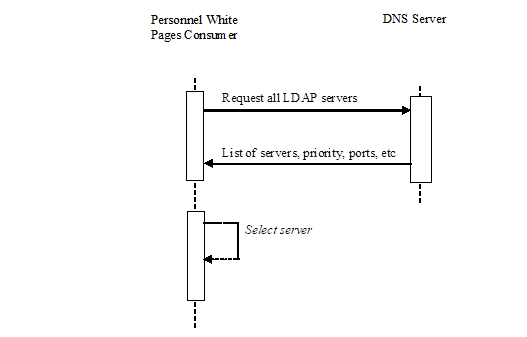 Personnel White
Pages Consumer
DNS Server
Request all LDAP servers
List of servers, priority, ports, etc
Select server